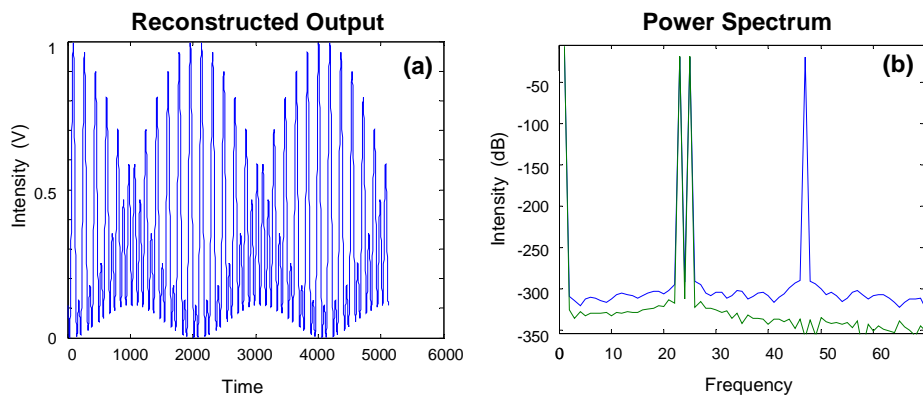 Reconstructed Output
(a)
Intensity (V)
1
0.5
0
0 1000 2000 3000 4000 5000 6000
Time
Power Spectrum
(b)
Intensity (dB)
-50
-100
-150
-200
-250
-300
-350
0 10 20 30 40 50 60
Frequency